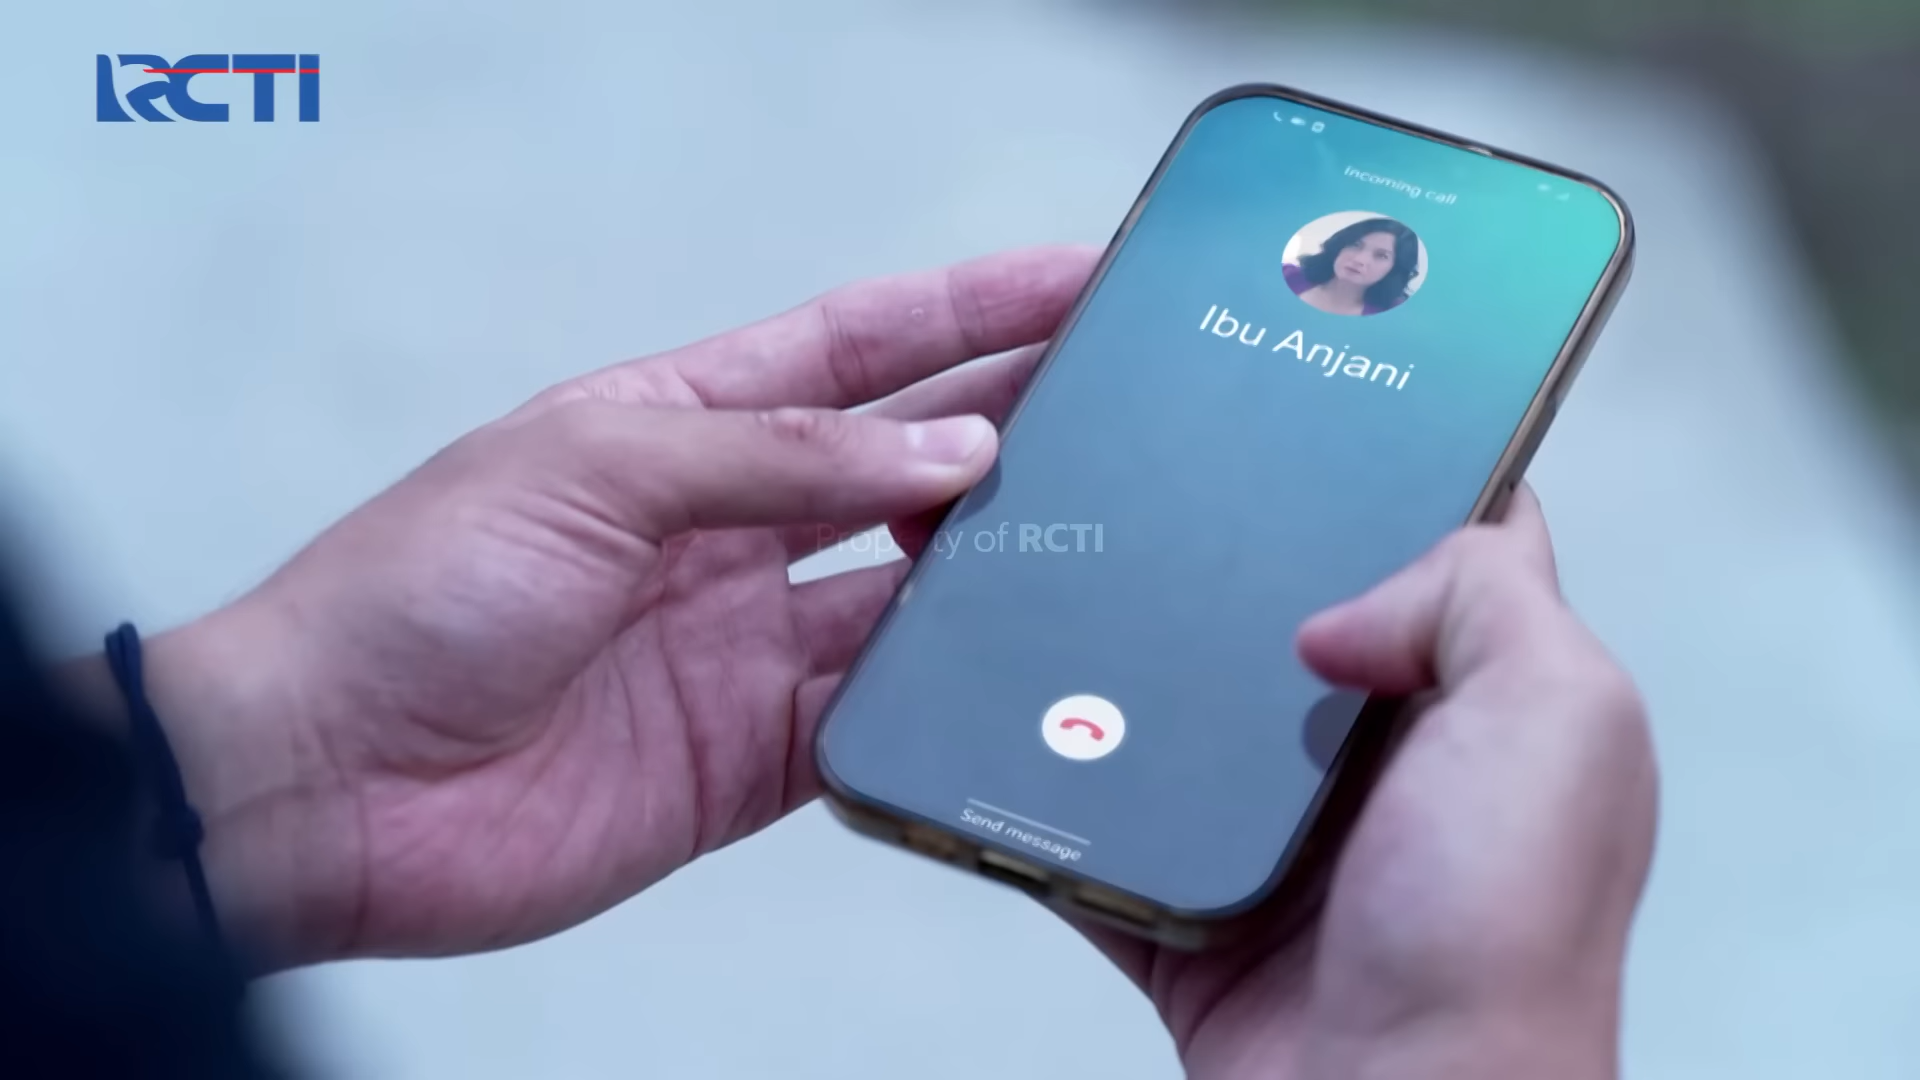 RCTI
Incoming call
Ibu Anjani
Property of RCTI
Send message